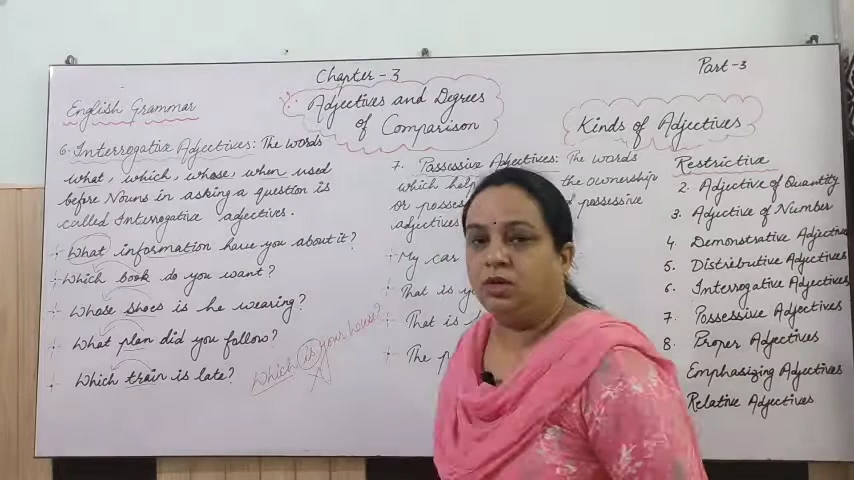 Chapter - 3
Part - 3
English Grammar
Adjectives and Degrees
of Comparison
Kinds of Adjectives
6. Interrogative Adjectives: The words
what, which, whose, when used
before Nouns in asking a question is
called Interrogative adjectives.
What information have you about it?
Which book do you want?
Whose shoes is he wearing?
What plan did you follow?
Which train is late?
Which is your house?
7. Possessive Adjectives: The words
which help the ownership
or posses possessive
adjectives
My car
That is yo
That is
The p
Restrictive
2. Adjective of Quantity
3. Adjective of Number
4. Demonstrative Adjective
5. Distributive Adjectives
6. Interrogative Adjectives
7. Possessive Adjectives
8. Proper Adjectives
Emphasizing Adjectives
Relative Adjectives